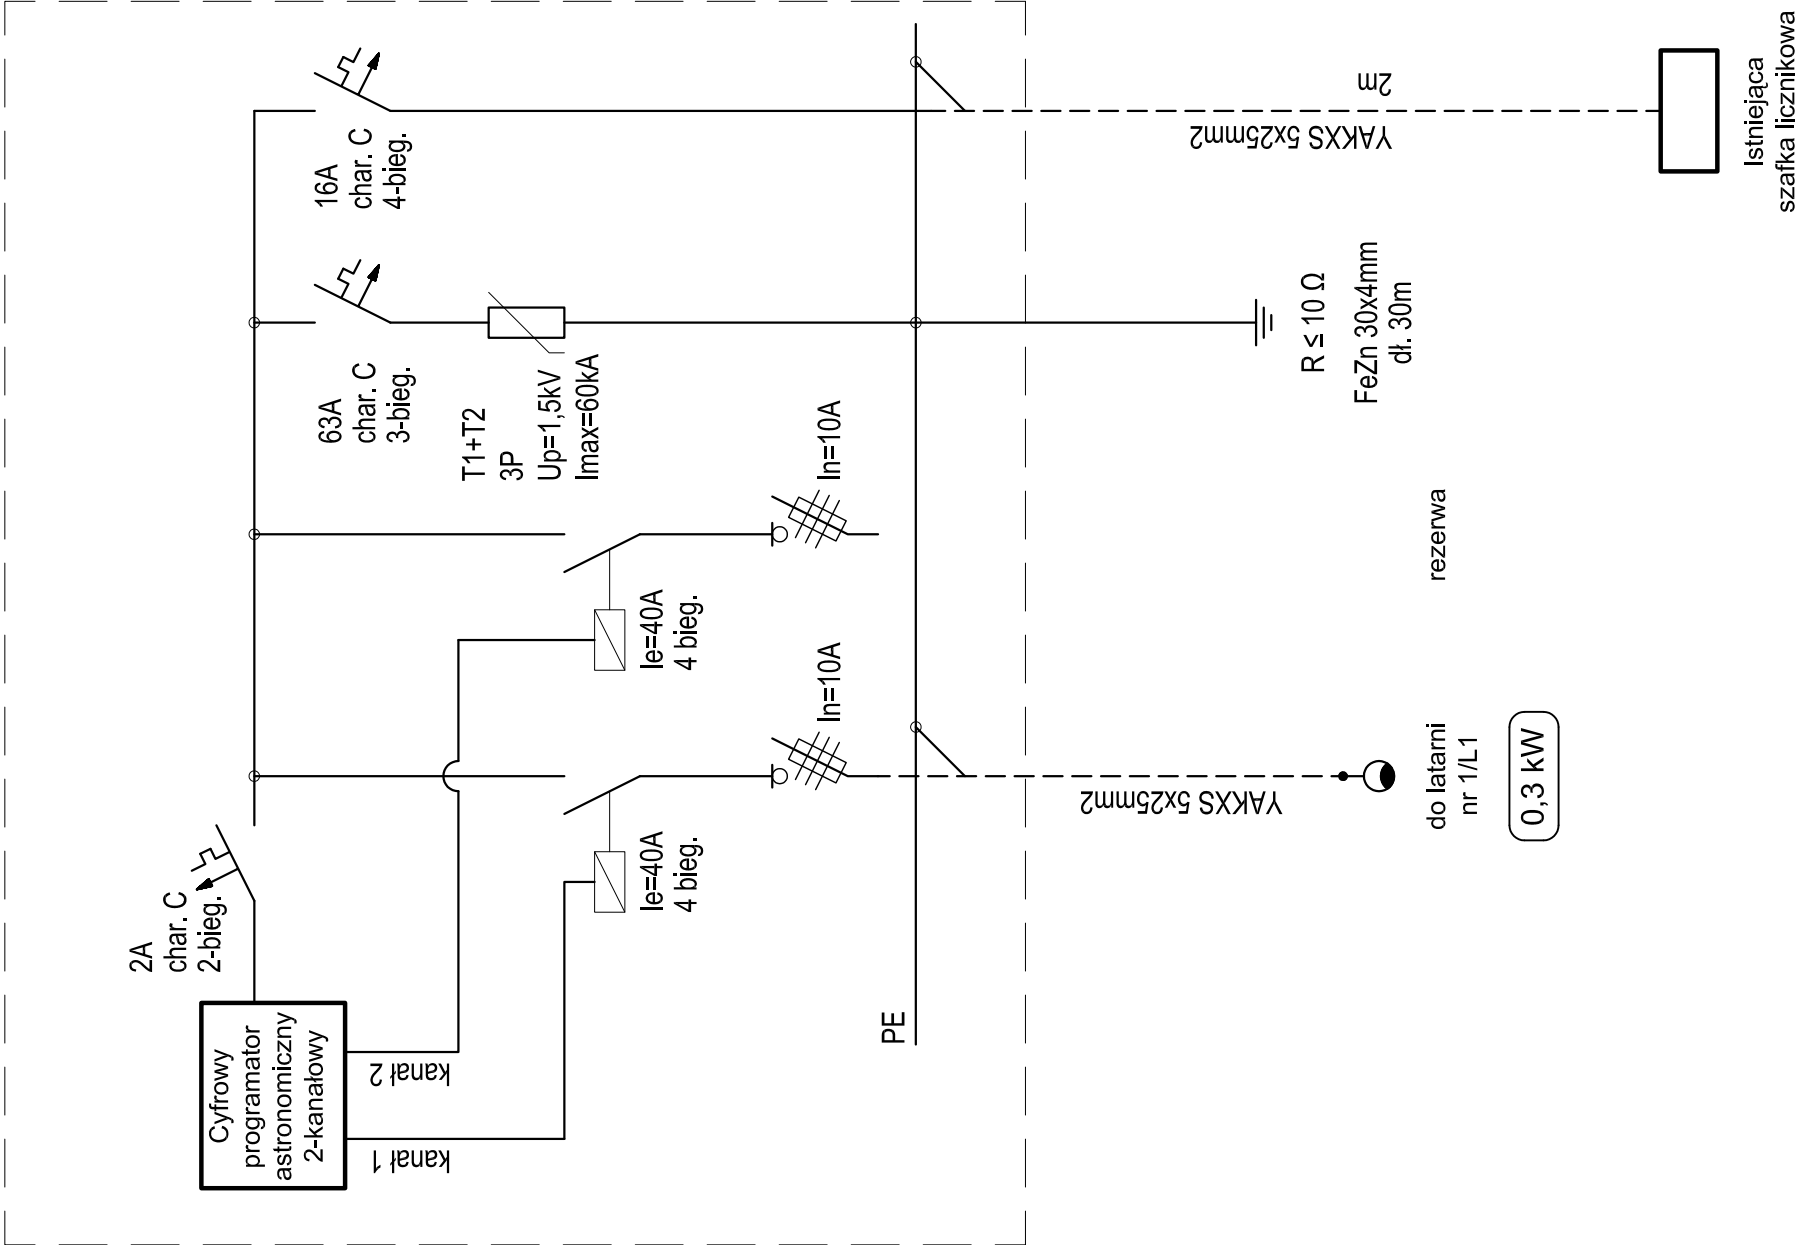 Cyfrowy
programator
astronomiczny
2-kanałowy
kanał 1
kanał 2
2A
char. C
2-bieg.
Ie=40A
4 bieg.
In=10A
Ie=40A
4 bieg.
In=10A
63A
char. C
3-bieg.
T1+T2
3P
Up=1,5kV
Imax=60kA
16A
char. C
4-bieg.
PE
YAKXS 5x25mm2
do latarni
nr 1/L1
0,3 kW
rezerwa
R ≤ 10 Ω
FeZn 30x4mm
dł. 30m
YAKXS 5x25mm2
2m
Istniejąca
szafka licznikowa